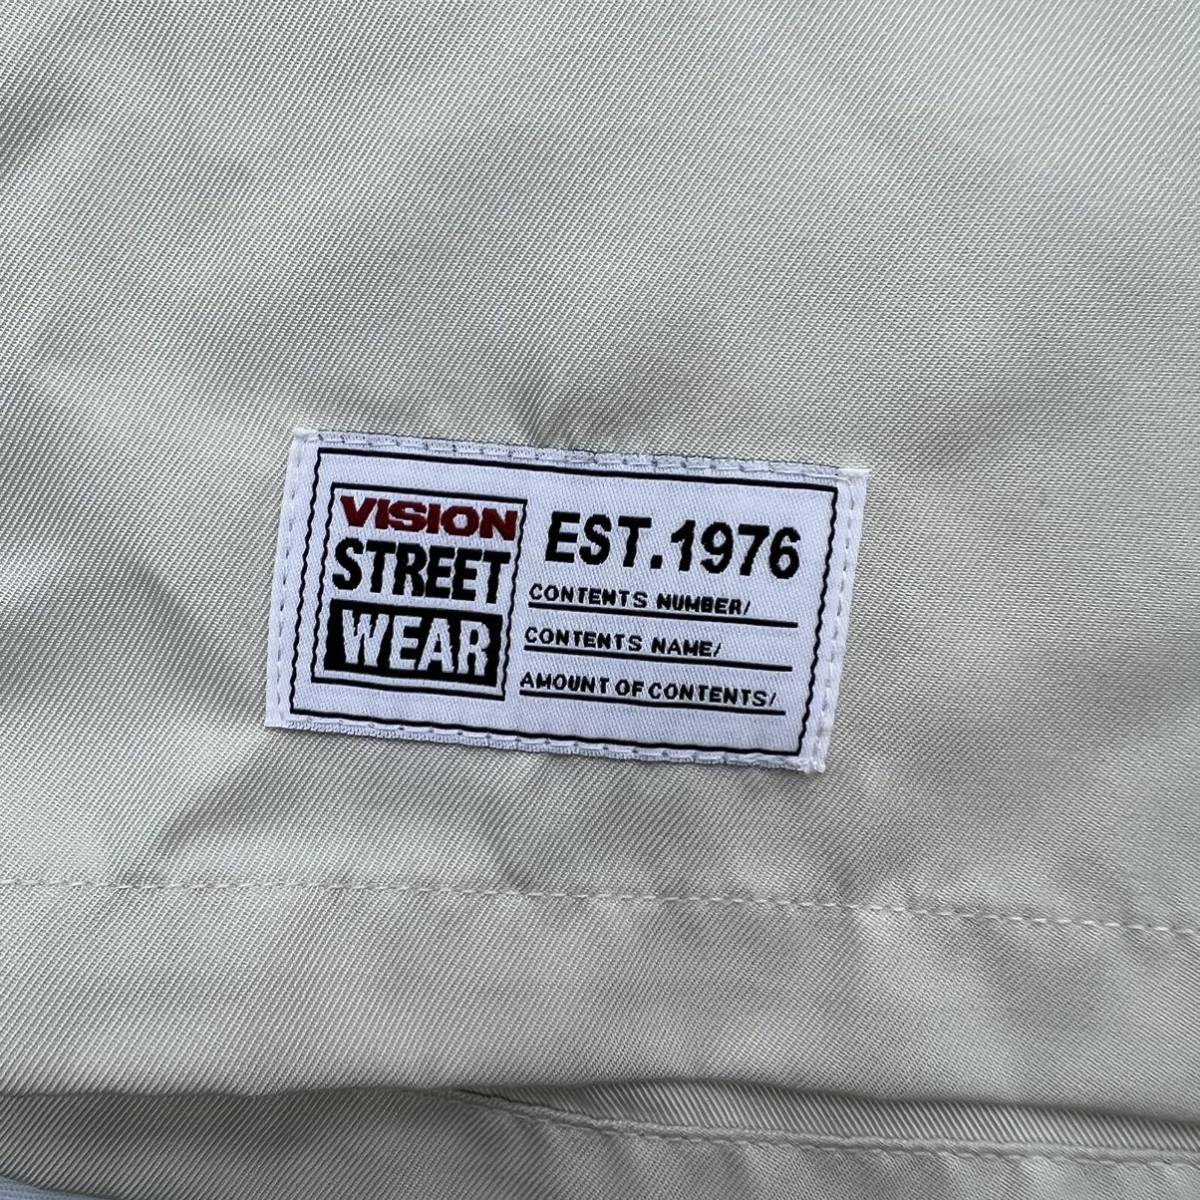 VISION
STREET
WEAR
EST.1976
CONTENTS NUMBER/
CONTENTS NAME/
AMOUNT OF CONTENTS/